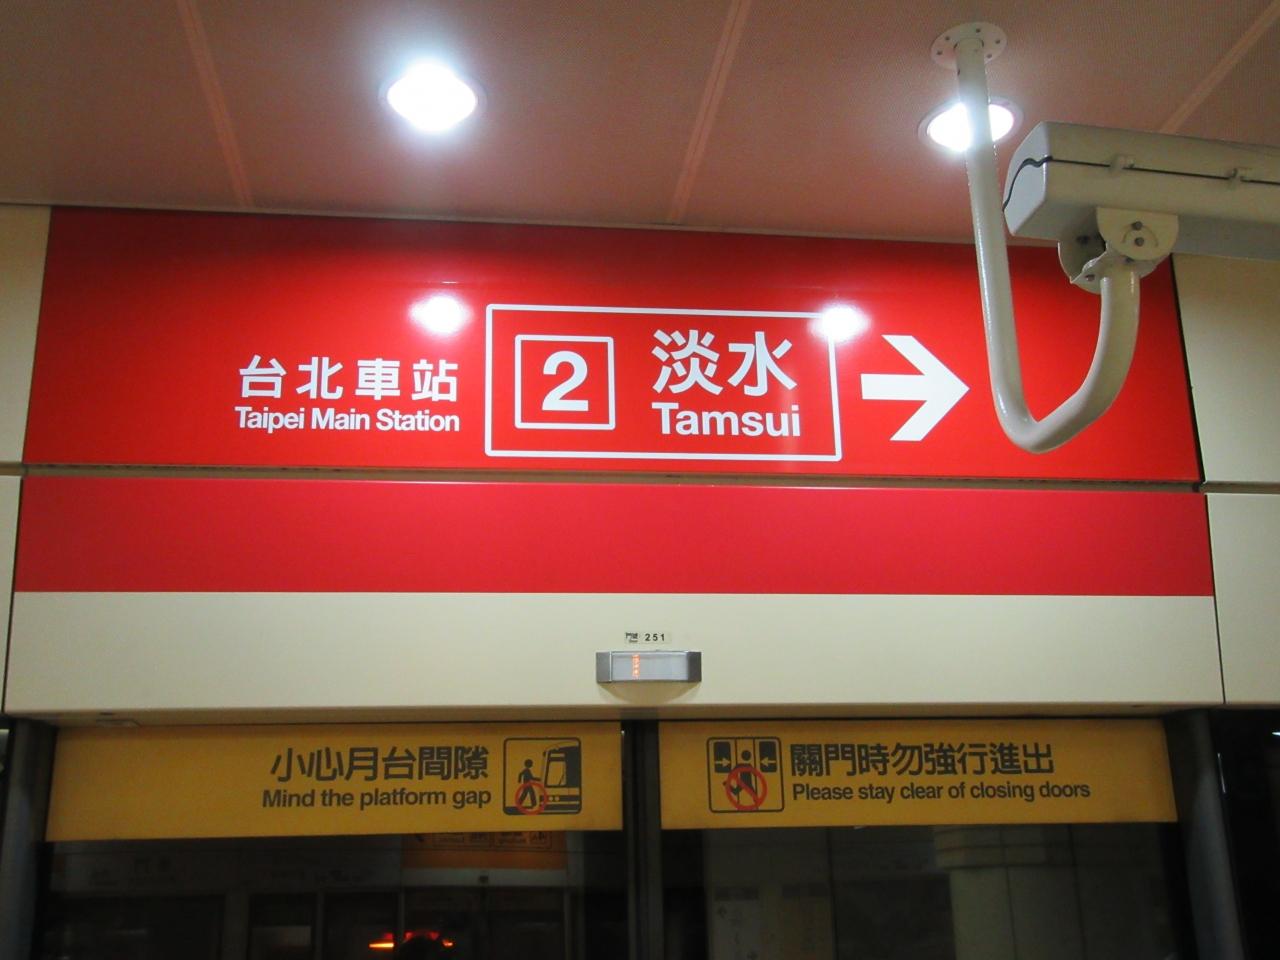 台北車站
Taipei Main Station
2
淡水
Tamsui
251
小心月台間隙
Mind the platform gap
關門時勿強行進出
Please stay clear of closing doors